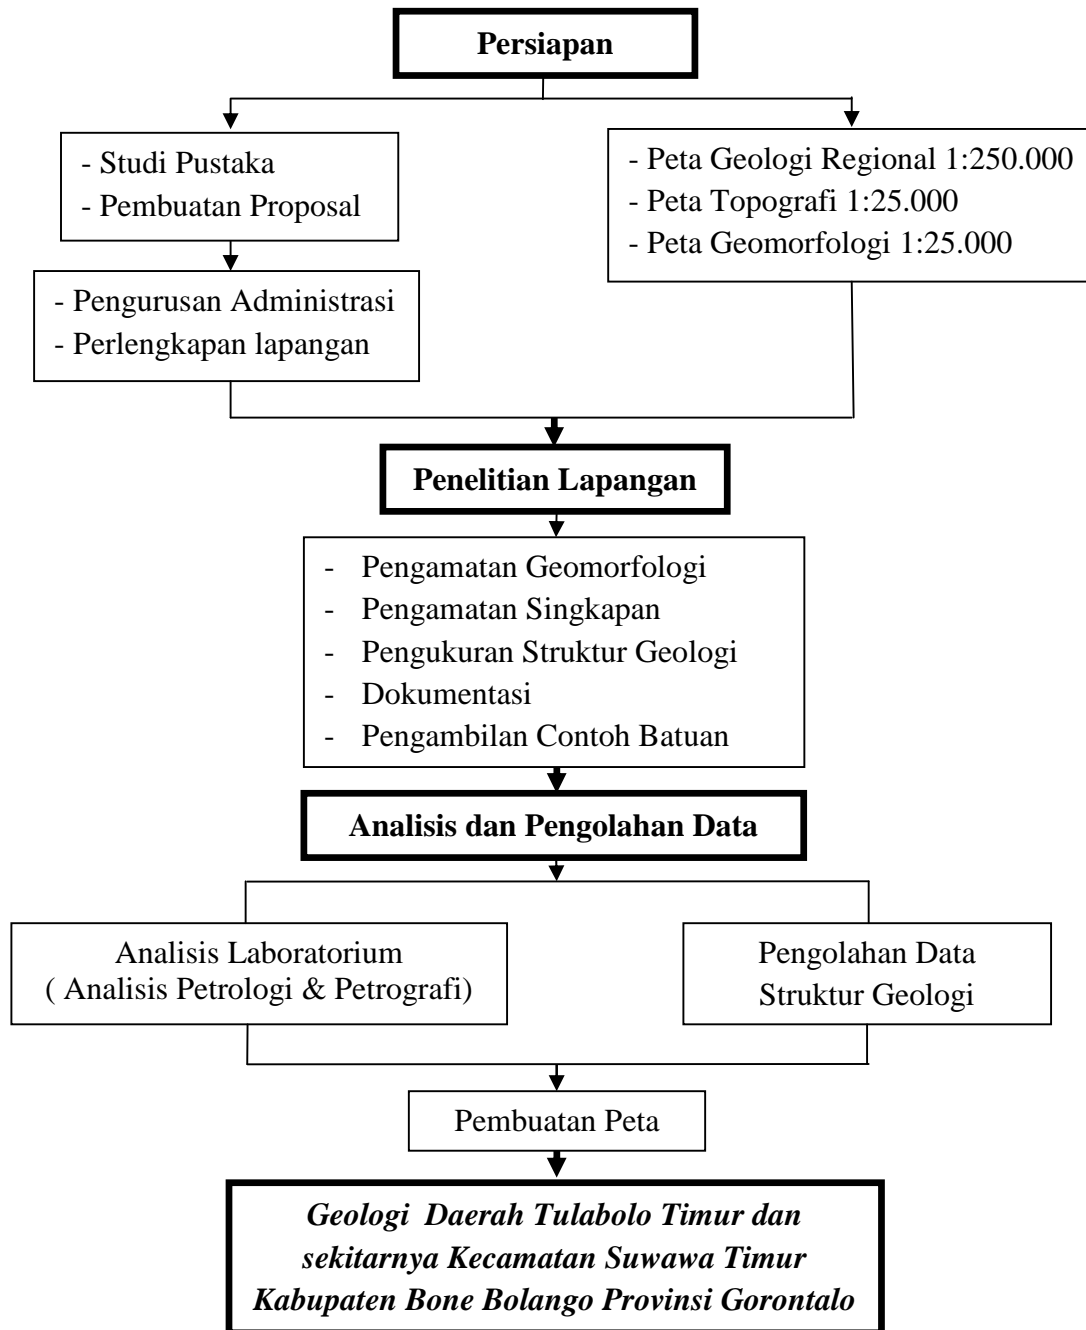 Persiapan
- Studi Pustaka
- Pembuatan Proposal
- Peta Geologi Regional 1:250.000
- Peta Topografi 1:25.000
- Peta Geomorfologi 1:25.000
- Pengurusan Administrasi
- Perlengkapan lapangan
Penelitian Lapangan
- Pengamatan Geomorfologi
- Pengamatan Singkapan
- Pengukuran Struktur Geologi
- Dokumentasi
- Pengambilan Contoh Batuan
Analisis dan Pengolahan Data
Analisis Laboratorium
( Analisis Petrologi & Petrografi)
Pengolahan Data
Struktur Geologi
Pembuatan Peta
Geologi Daerah Tulabolo Timur dan
sekitarnya Kecamatan Suwawa Timur
Kabupaten Bone Bolango Provinsi Gorontalo